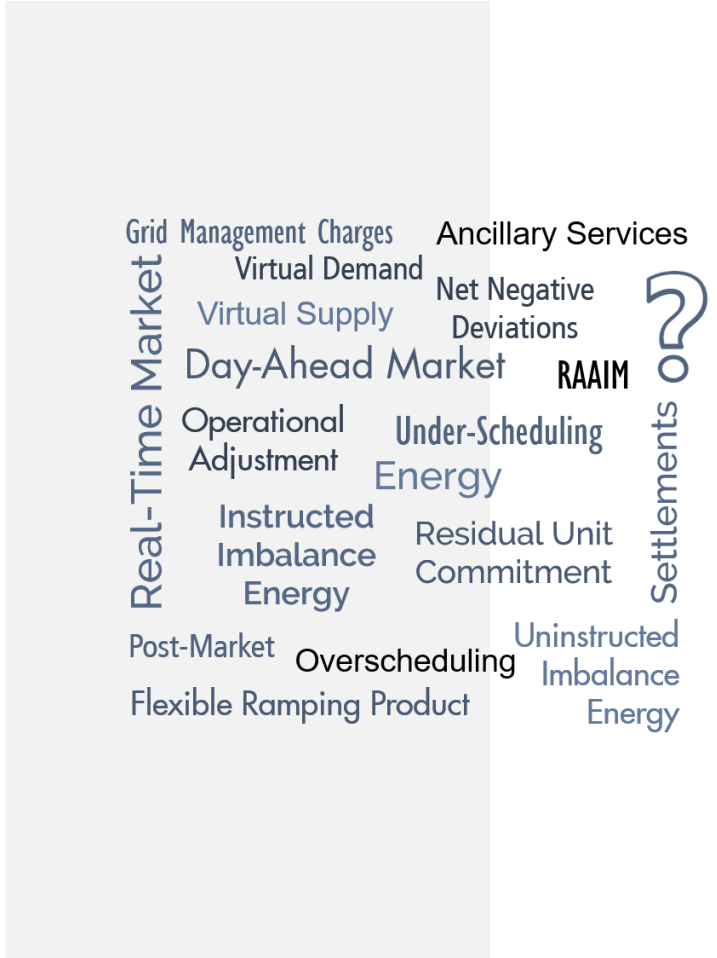 Grid Management Charges
Ancillary Services
Virtual Demand
Net Negative
Deviations
Virtual Supply
Real-Time Market
Day-Ahead Market
RAAIM
?
Settlements
Operational
Adjustment
Under-Scheduling
Energy
Instructed
Imbalance
Energy
Residual Unit
Commitment
Post-Market
Overscheduling
Uninstructed
Imbalance
Energy
Flexible Ramping Product